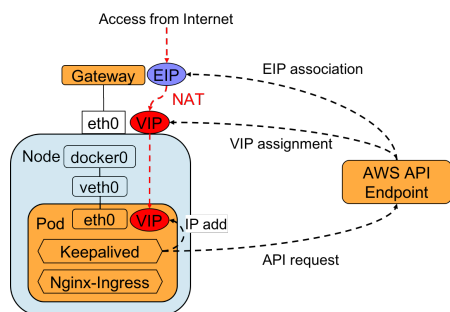 Access from Internet
Gateway
EIP
EIP association
NAT
eth0
VIP
VIP assignment
Node
docker0
AWS API
Endpoint
veth0
Pod
eth0
VIP
IP add
Keepalived
API request
Nginx-Ingress